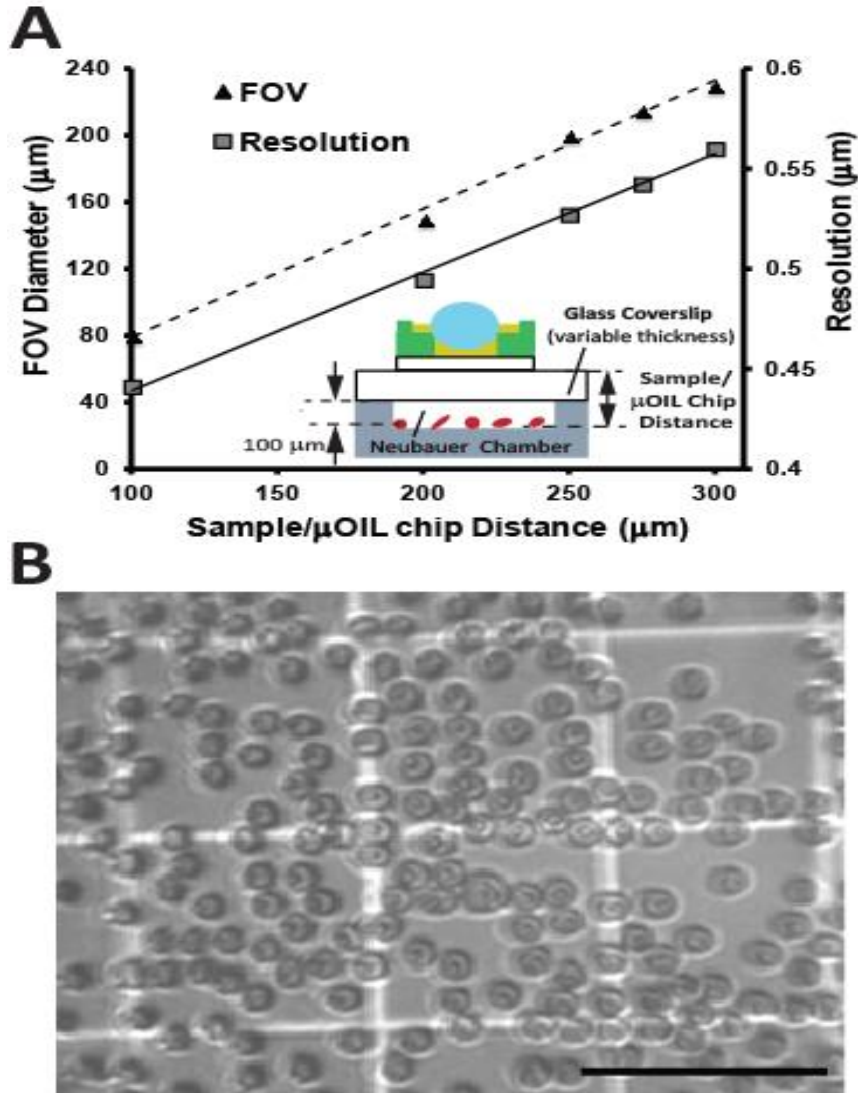 A
FOV
Resolution
FOV Diameter (µm)
240
200
160
120
80
40
0
0.6
0.55
0.5
0.45
0.4
Resolution (µm)
Glass Coverslip
(variable thickness)
Sample/
µOIL Chip
Distance
100 µm
Neubauer Chamber
100
150
200
250
300
Sample/µOIL chip Distance (µm)
B